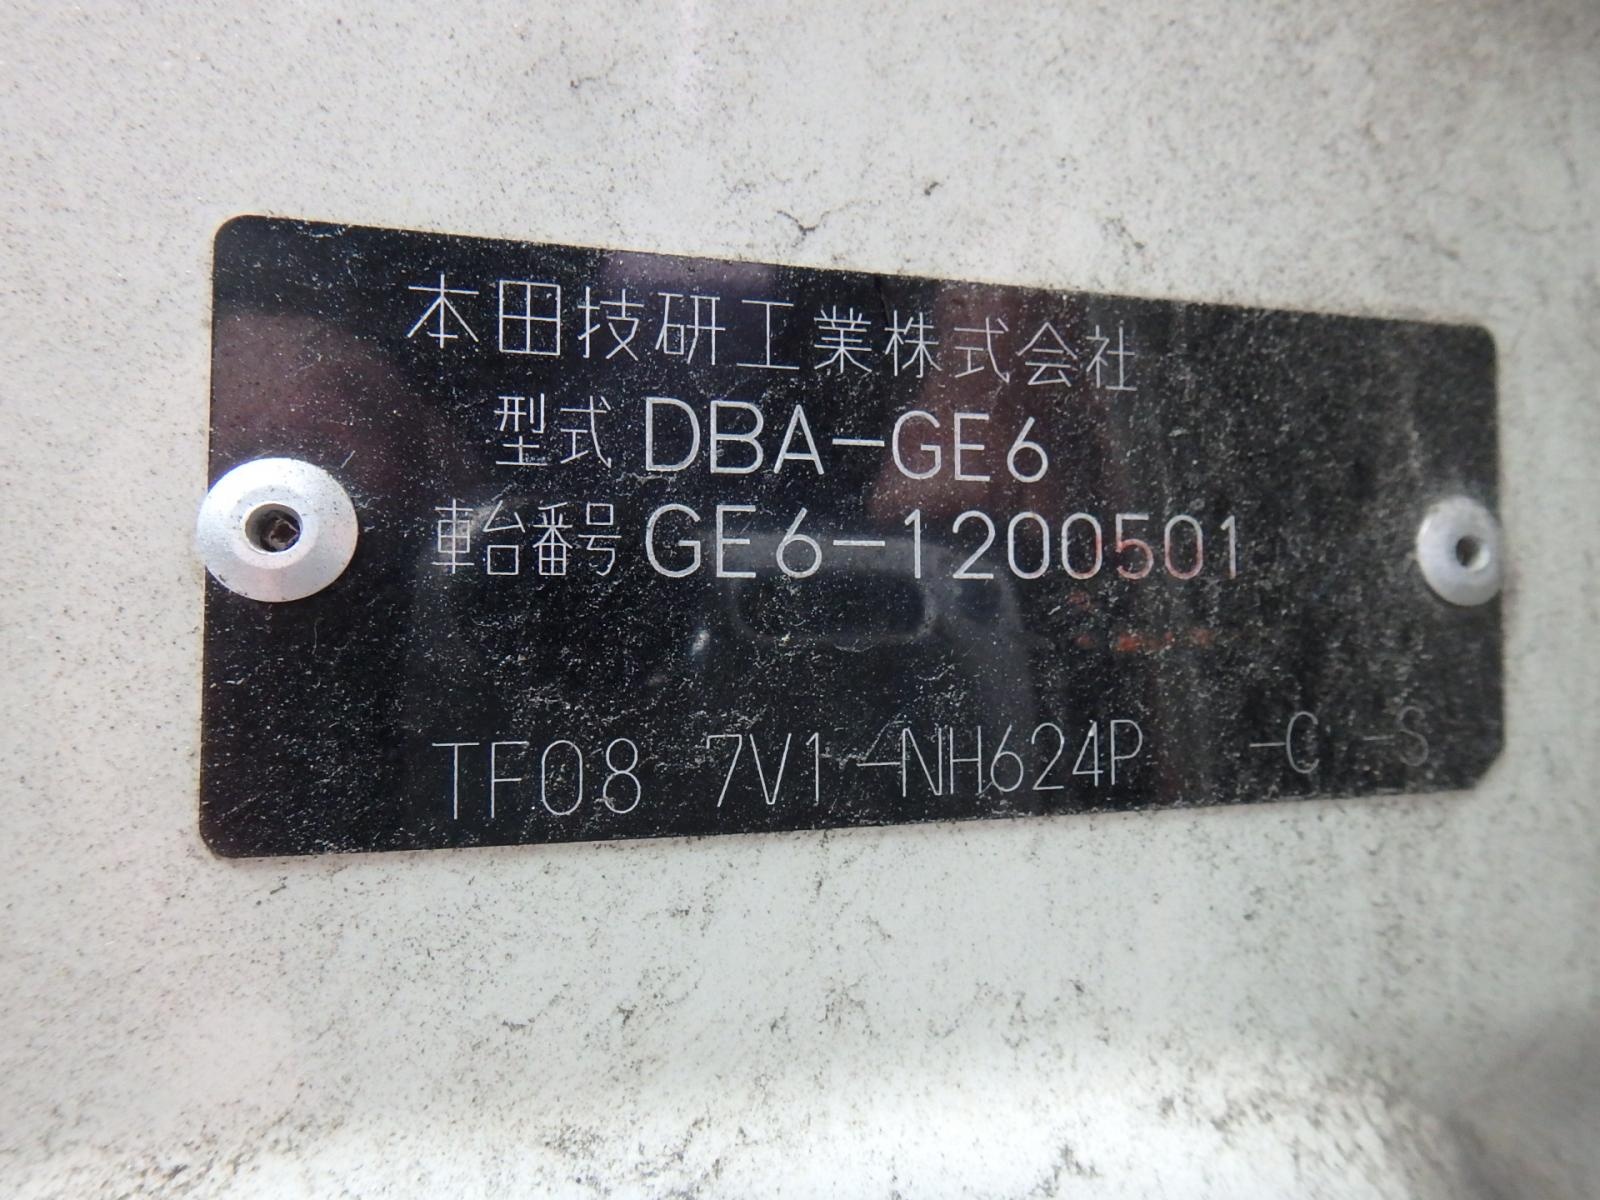 本田技研工業株式会社
型式 DBA-GE6
車台番号 GE6-1200501
TF08 7V1-NH624P -C -S